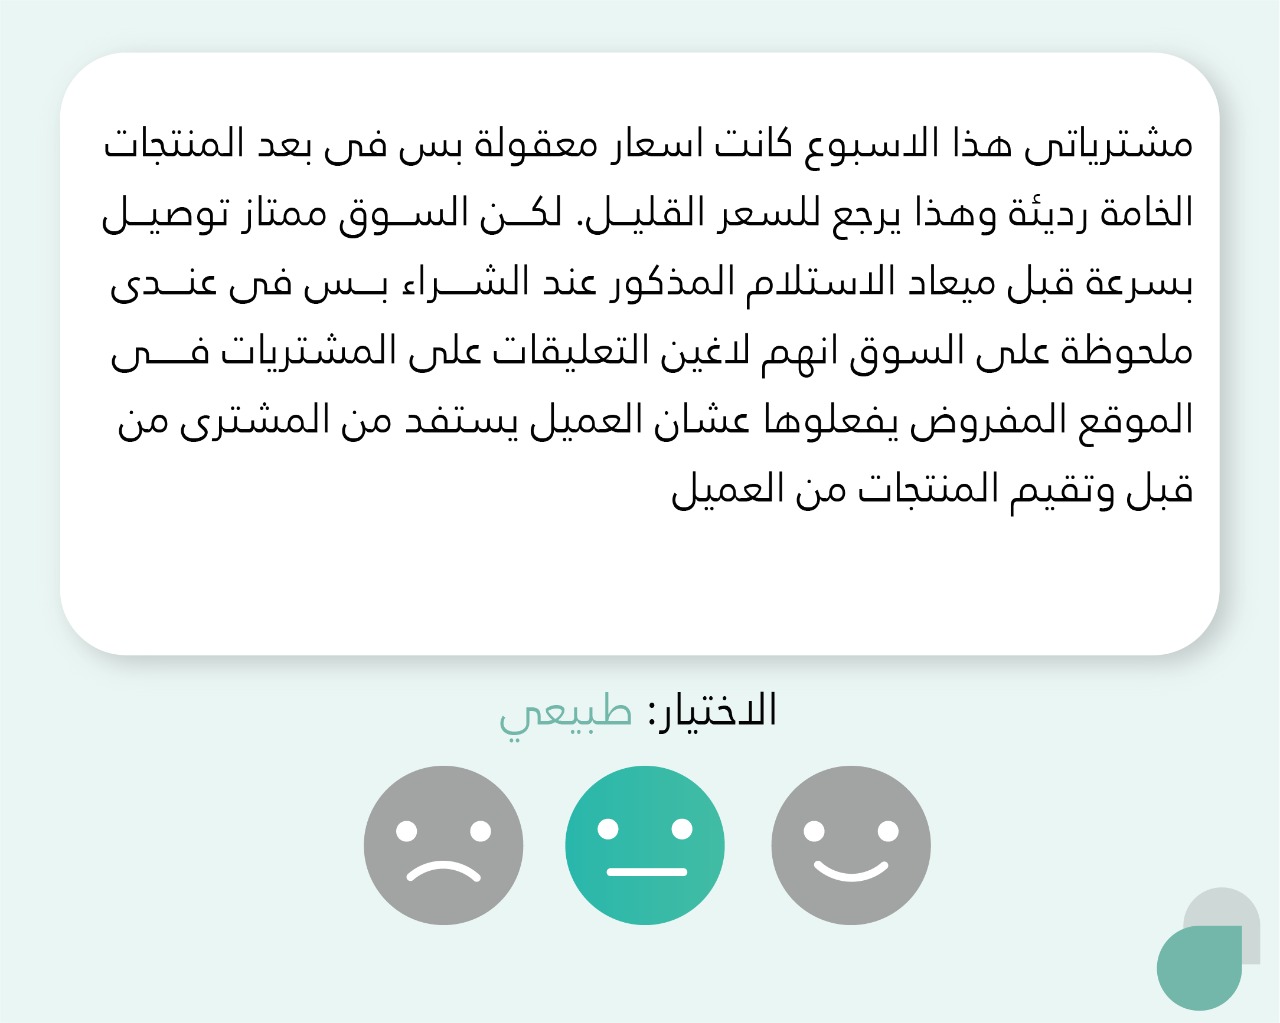 مشترياتى هذا الاسبوع كانت اسعار معقولة بس فى بعد المنتجات
الخامة رديئة وهذا يرجع للسعر القليل. لكن السوق ممتاز توصيل
بسرعة قبل ميعاد الاستلام المذكور عند الشراء بس فى عندى
ملحوظة على السوق انهم لاغين التعليقات على المشتريات فى
الموقع المفروض يفعلوها عشان العميل يستفد من المشترى من
قبل وتقيم المنتجات من العميل
الاختيار: طبيعي